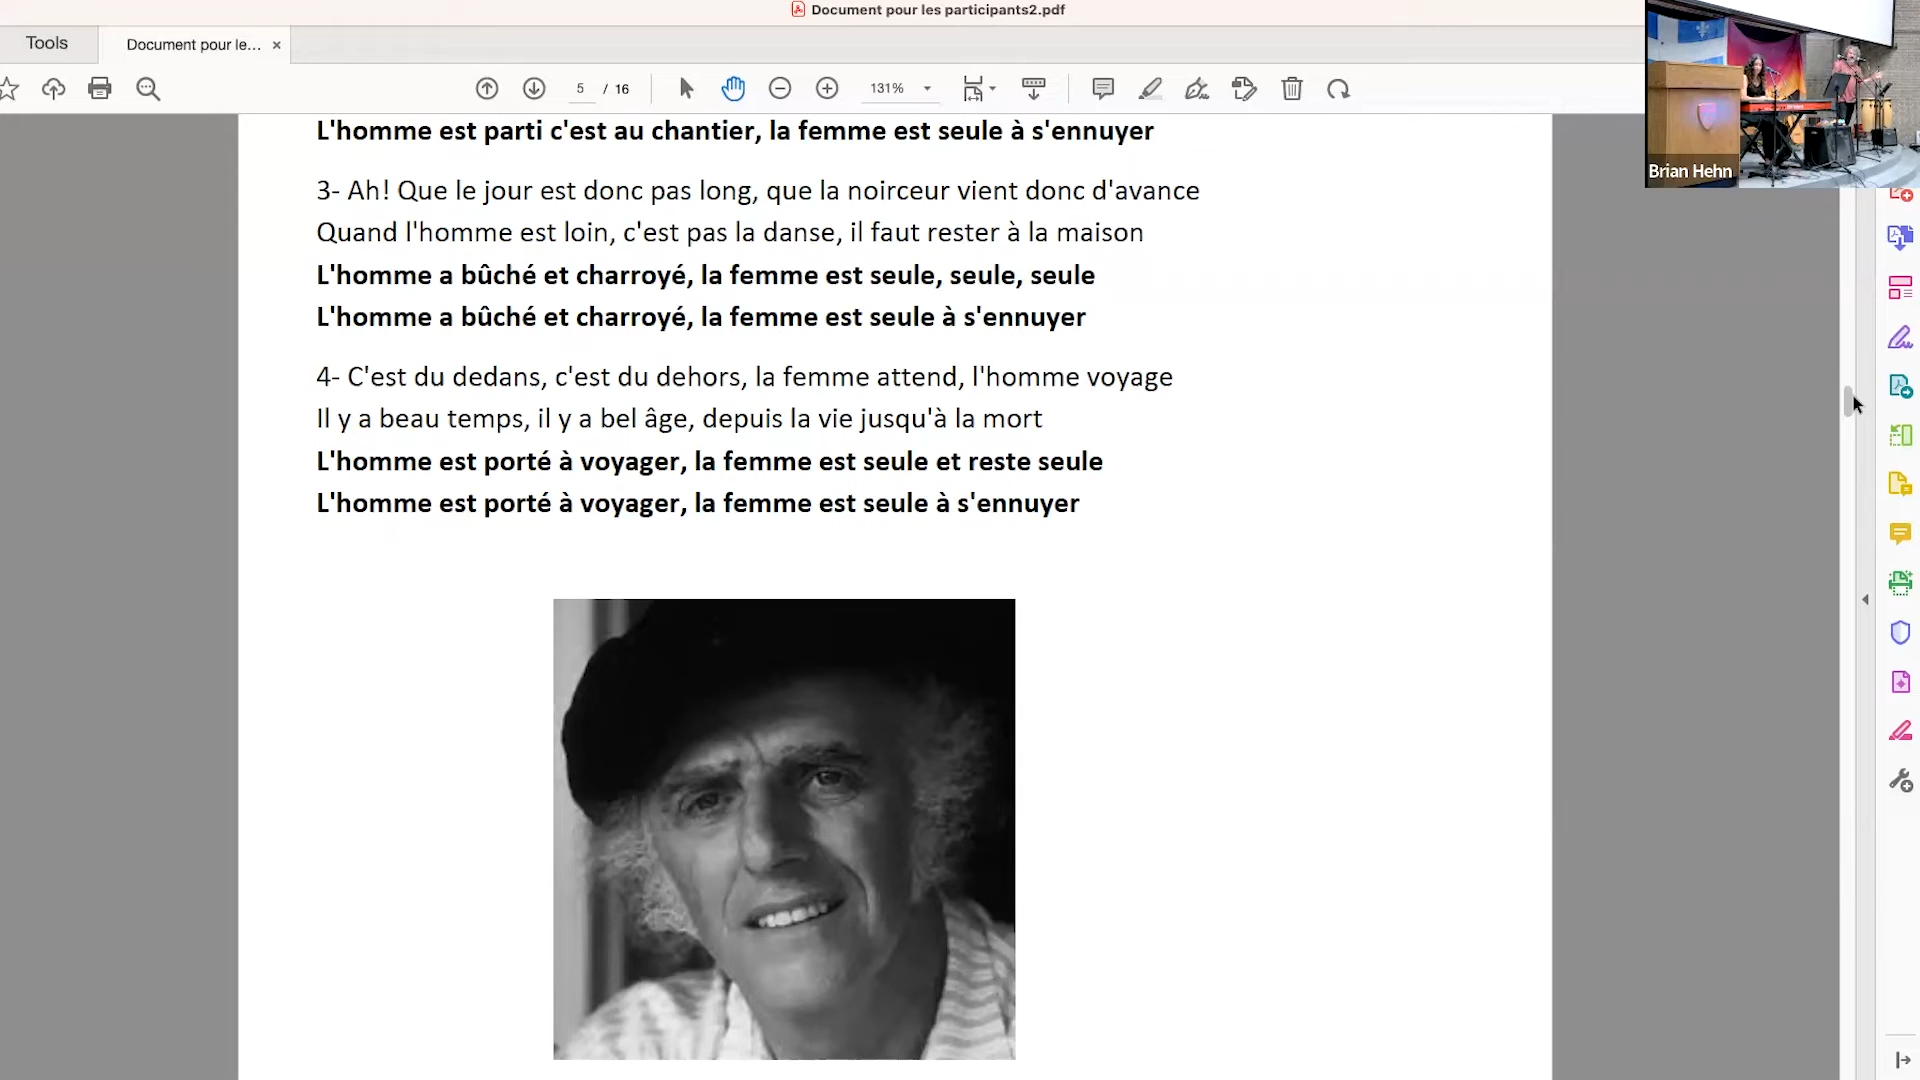 Document pour les participants2.pdf
Tools
Document pour le... ×
5 / 16
131%
Brian Hehn
L'homme est parti c'est au chantier, la femme est seule à s'ennuyer
3- Ah! Que le jour est donc pas long, que la noirceur vient donc d'avance
Quand l'homme est loin, c'est pas la danse, il faut rester à la maison
L'homme a bûché et charroyé, la femme est seule, seule, seule
L'homme a bûché et charroyé, la femme est seule à s'ennuyer
4- C'est du dedans, c'est du dehors, la femme attend, l'homme voyage
Il y a beau temps, il y a bel âge, depuis la vie jusqu'à la mort
L'homme est porté à voyager, la femme est seule et reste seule
L'homme est porté à voyager, la femme est seule à s'ennuyer